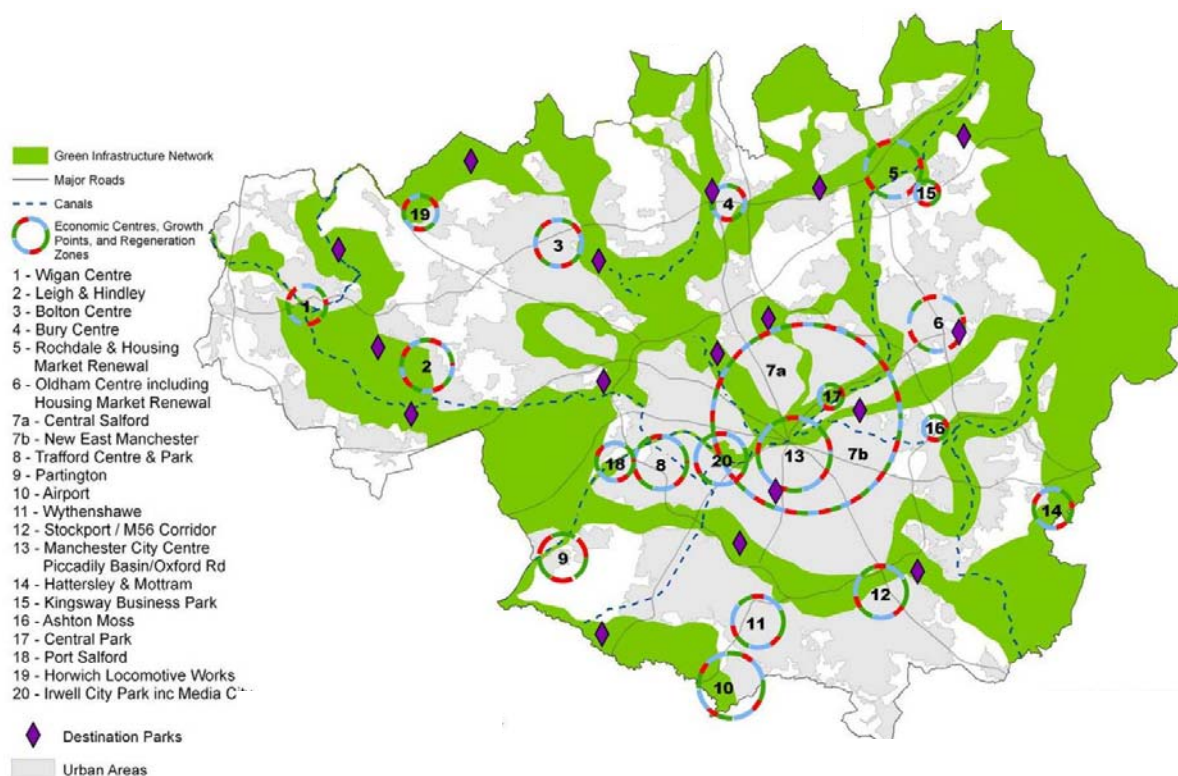 Green Infrastructure Network
Major Roads
Canals
Economic Centres, Growth
Points, and Regeneration
Zones
1 - Wigan Centre
2 - Leigh & Hindley
3 - Bolton Centre
4 - Bury Centre
5 - Rochdale & Housing
Market Renewal
6 - Oldham Centre including
Housing Market Renewal
7a - Central Salford
7b - New East Manchester
8 - Trafford Centre & Park
9 - Partington
10 - Airport
11 - Wythenshawe
12 - Stockport / M56 Corridor
13 - Manchester City Centre
Piccadilly Basin/Oxford Rd
14 - Hattersley & Mottram
15 - Kingsway Business Park
16 - Ashton Moss
17 - Central Park
18 - Port Salford
19 - Horwich Locomotive Works
20 - Irwell City Park inc Media
Destination Parks
Urban Areas
5
15
19
4
3
1
6
2
7a
17
16
18
8
20
13
7b
14
9
12
11
10